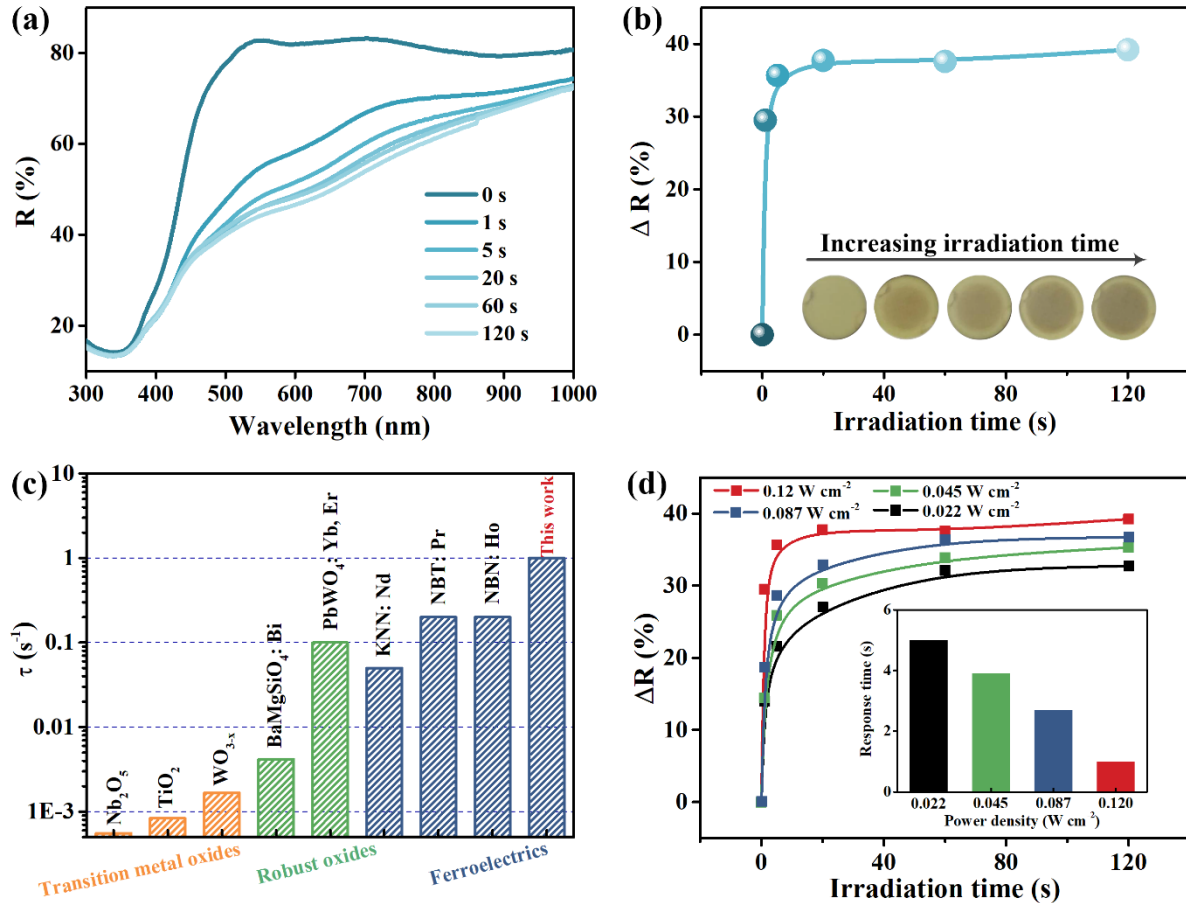 (a)
R (%)
80
60
40
20
0 s
1 s
5 s
20 s
60 s
120 s
300 400 500 600 700 800 900 1000
Wavelength (nm)
(b)
Δ R (%)
40
30
20
10
0
Increasing irradiation time
0 40 80 120
Irradiation time (s)
(c)
τ (s⁻¹)
10
1
0.1
0.01
1E-3
Nb₂O₅
TiO₂
WO₃₋ₓ
BaMgSiO₄: Bi
PbWO₄: Yb, Er
KNN: Nd
NBT: Pr
NBN: Ho
This work
Transition metal oxides
Robust oxides
Ferroelectrics
(d)
ΔR (%)
40
30
20
10
0
0.12 W cm⁻²
0.045 W cm⁻²
0.087 W cm⁻²
0.022 W cm⁻²
Response time (s)
6
4
2
0
0.022 0.045 0.087 0.120
Power density (W cm⁻²)
0 40 80 120
Irradiation time (s)